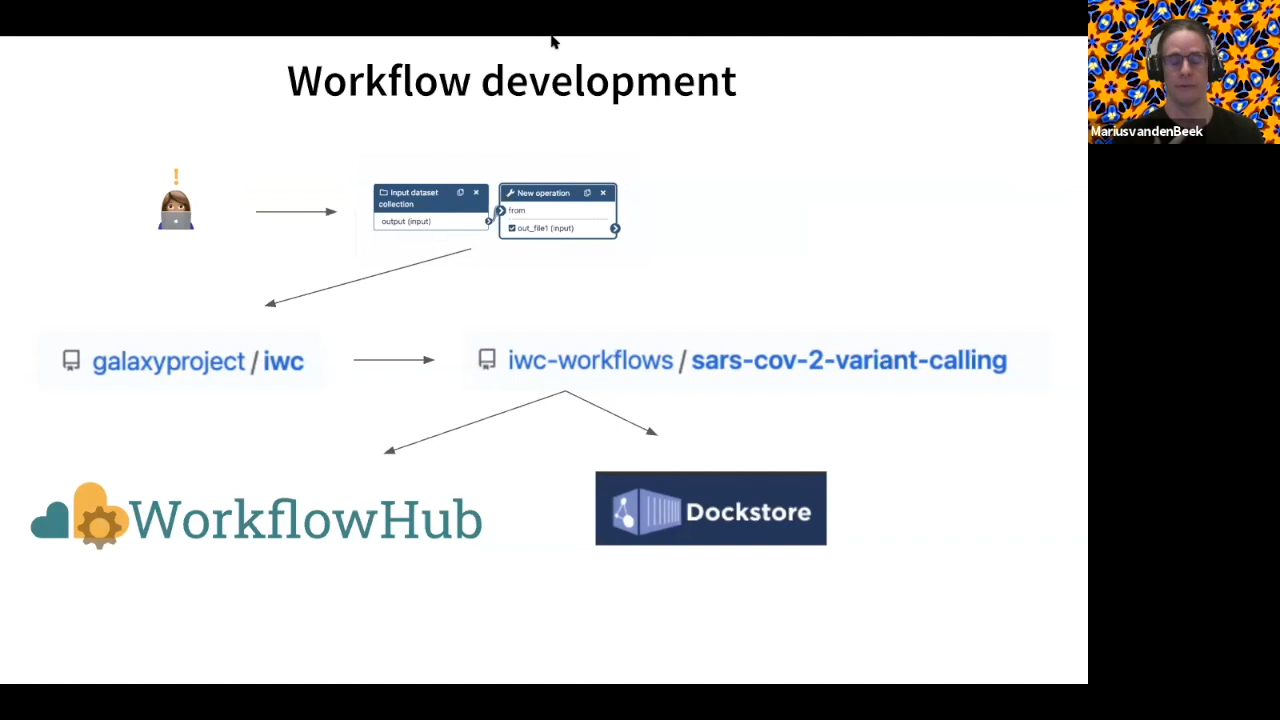 Workflow development
MariusvandenBeek
!
Input dataset
collection
output (input)
New operation
from
out_file1 (input)
galaxyproject / iwc
iwc-workflows / sars-cov-2-variant-calling
WorkflowHub
Dockstore